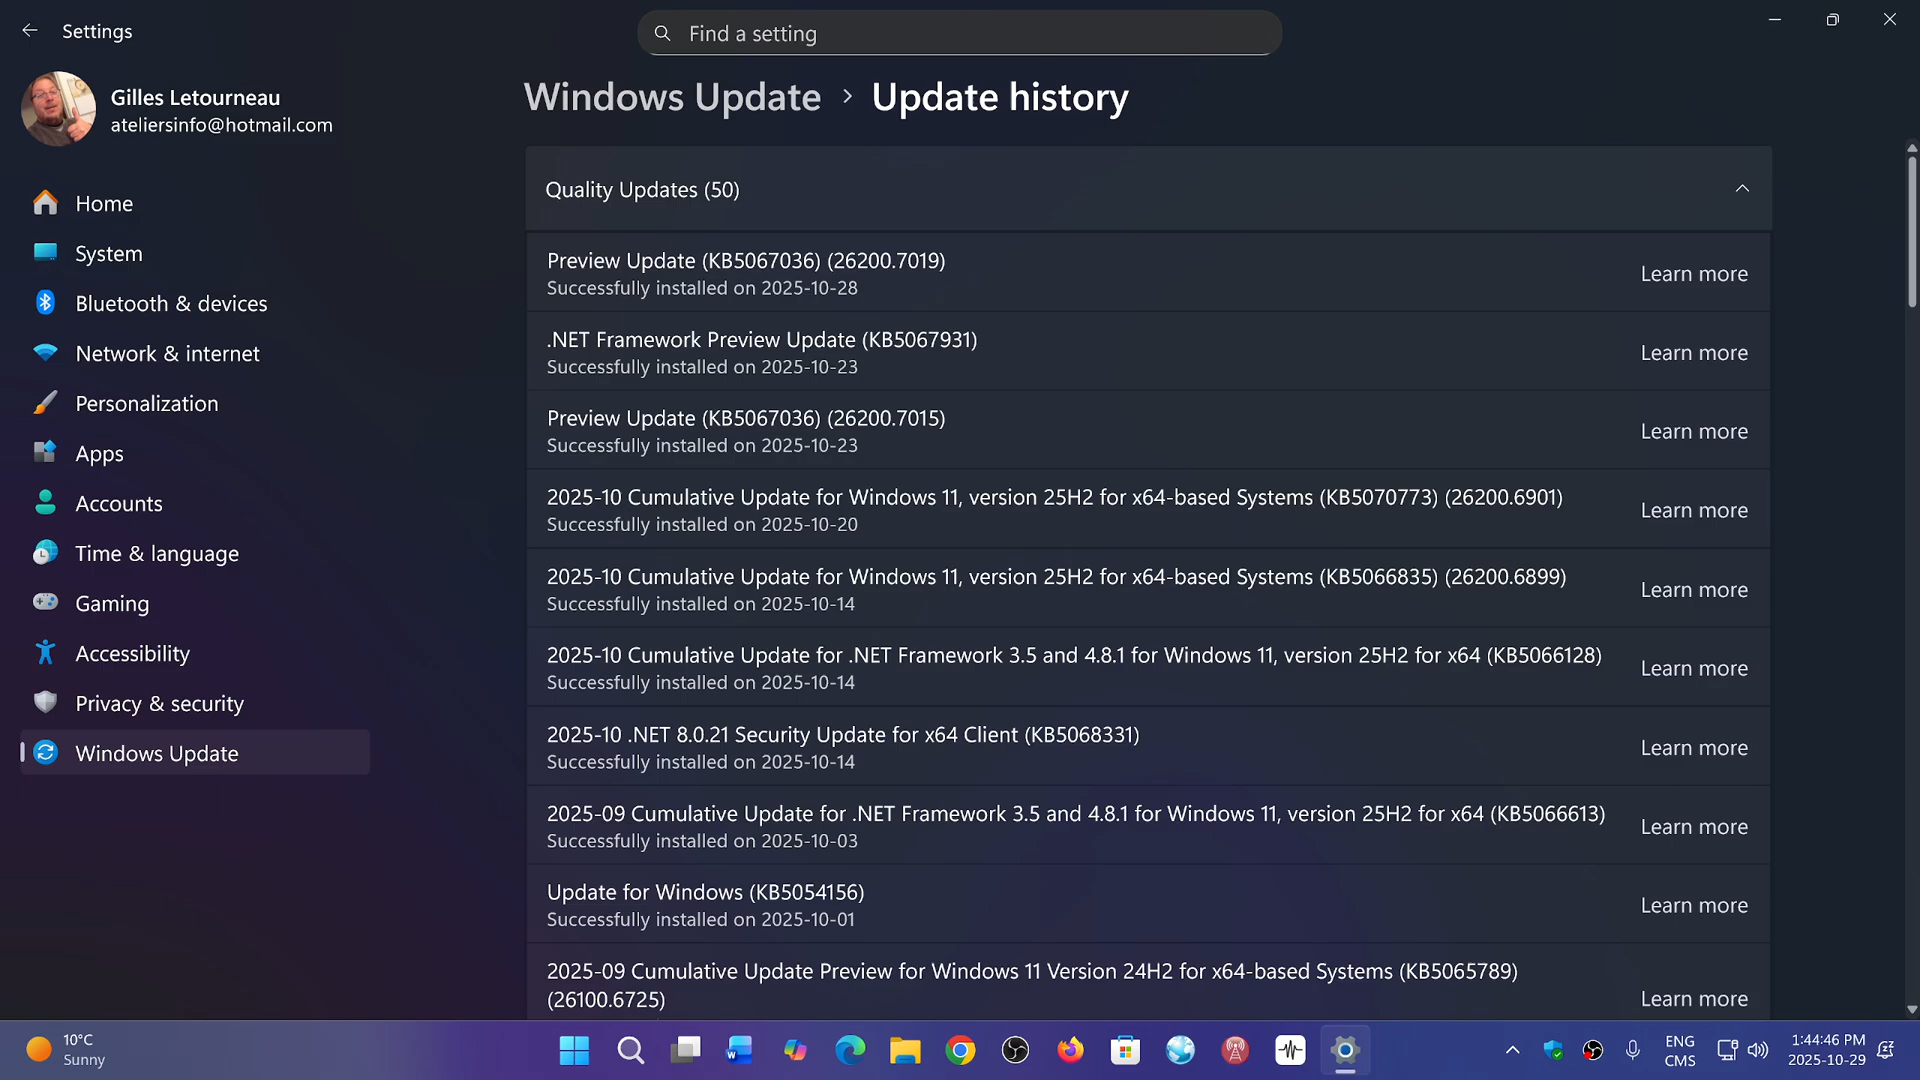 Settings
Find a setting
Gilles Letourneau
ateliersinfo@hotmail.com
Home
System
Bluetooth & devices
Network & internet
Personalization
Apps
Accounts
Time & language
Gaming
Accessibility
Privacy & security
Windows Update
Windows Update > Update history
Quality Updates (50)
Preview Update (KB5067036) (26200.7019)
Successfully installed on 2025-10-28
Learn more
.NET Framework Preview Update (KB5067931)
Successfully installed on 2025-10-23
Learn more
Preview Update (KB5067036) (26200.7015)
Successfully installed on 2025-10-23
Learn more
2025-10 Cumulative Update for Windows 11, version 25H2 for x64-based Systems (KB5070773) (26200.6901)
Successfully installed on 2025-10-20
Learn more
2025-10 Cumulative Update for Windows 11, version 25H2 for x64-based Systems (KB5066835) (26200.6899)
Successfully installed on 2025-10-14
Learn more
2025-10 Cumulative Update for .NET Framework 3.5 and 4.8.1 for Windows 11, version 25H2 for x64 (KB5066128)
Successfully installed on 2025-10-14
Learn more
2025-10 .NET 8.0.21 Security Update for x64 Client (KB5068331)
Successfully installed on 2025-10-14
Learn more
2025-09 Cumulative Update for .NET Framework 3.5 and 4.8.1 for Windows 11, version 25H2 for x64 (KB5066613)
Successfully installed on 2025-10-03
Learn more
Update for Windows (KB5054156)
Successfully installed on 2025-10-01
Learn more
2025-09 Cumulative Update Preview for Windows 11 Version 24H2 for x64-based Systems (KB5065789)
(26100.6725)
Learn more
10°C
Sunny
ENG
CMS
1:44:46 PM
2025-10-29